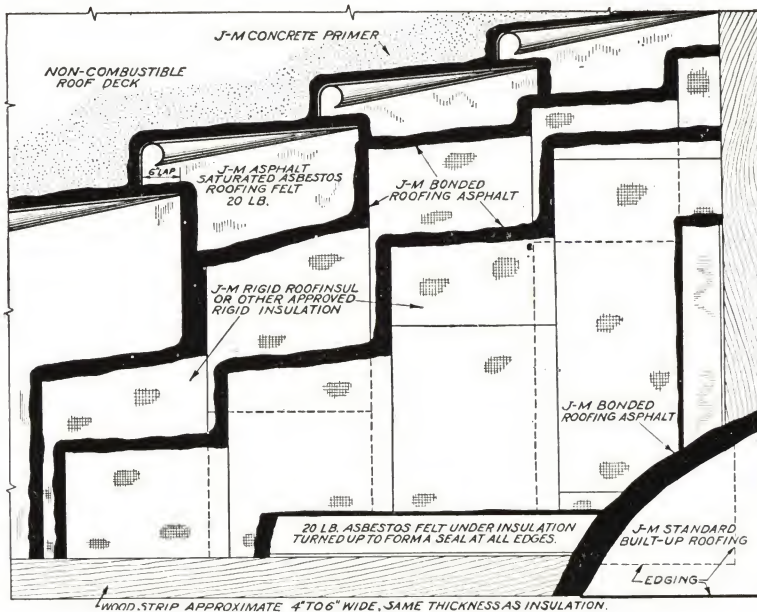 J-M CONCRETE PRIMER
NON-COMBUSTIBLE
ROOF DECK
6" LAP
J-M ASPHALT
SATURATED ASBESTOS
ROOFING FELT
20 LB.
J-M BONDED
ROOFING ASPHALT
J-M RIGID ROOFINSUL
OR OTHER APPROVED
RIGID INSULATION
J-M BONDED
ROOFING ASPHALT
20 LB. ASBESTOS FELT UNDER INSULATION
TURNED UP TO FORM A SEAL AT ALL EDGES.
J-M STANDARD
BUILT-UP ROOFING
EDGING
WOOD STRIP APPROXIMATE 4" TO 6" WIDE, SAME THICKNESS AS INSULATION.